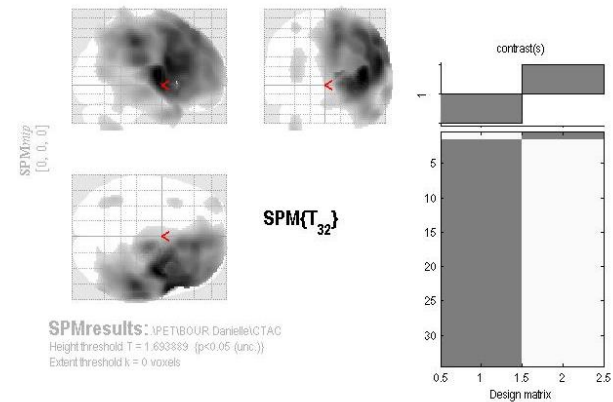 contrast(s)
1
SPMmip
[0, 0, 0]
SPM{T32}
5
10
15
20
25
30
0.5 1 1.5 2 2.5
Design matrix
SPMresults: .\PET\BOUR Danielle\CTAC
Height threshold T = 1.693889 {p<0.05 (unc.)}
Extent threshold k = 0 voxels